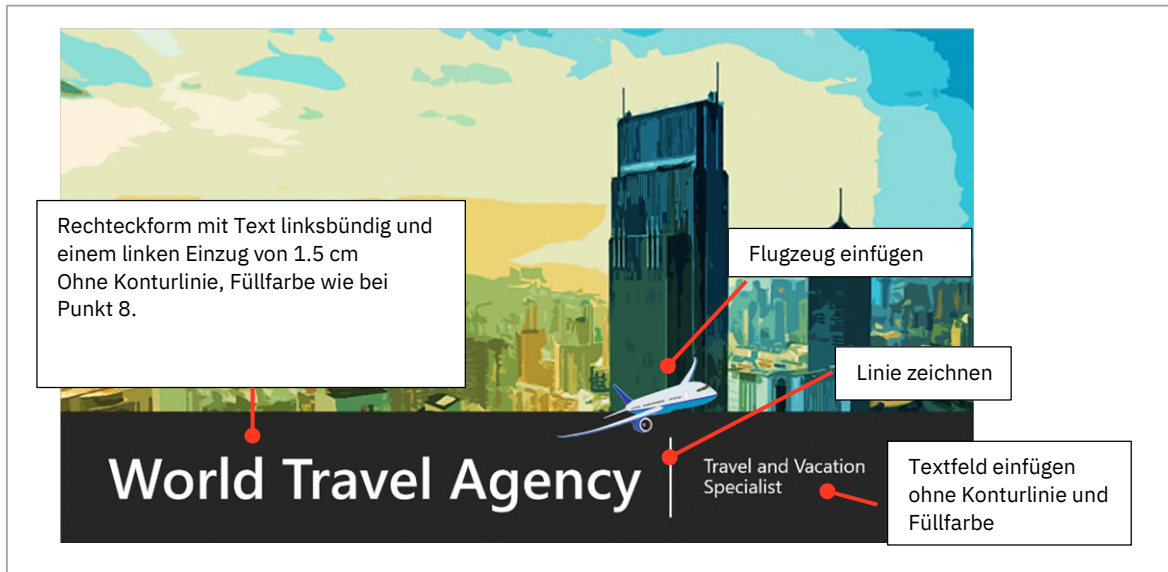 Rechteckform mit Text linksbündig und
einem linken Einzug von 1.5 cm
Ohne Konturlinie, Füllfarbe wie bei
Punkt 8.
Flugzeug einfügen
Linie zeichnen
World Travel Agency
Travel and Vacation
Specialist
Textfeld einfügen
ohne Konturlinie und
Füllfarbe